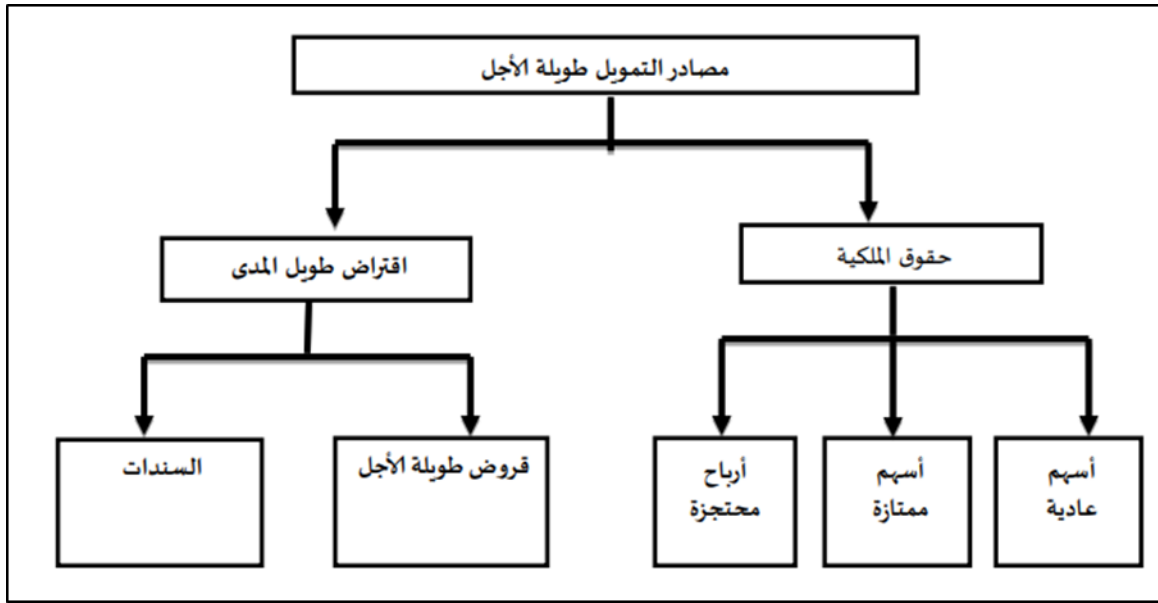 مصادر التمويل طويلة الأجل
حقوق الملكية
اقتراض طويل المدى
أسهم
عادية
أسهم
ممتازة
أرباح
محتجزة
قروض طويلة الأجل
السندات